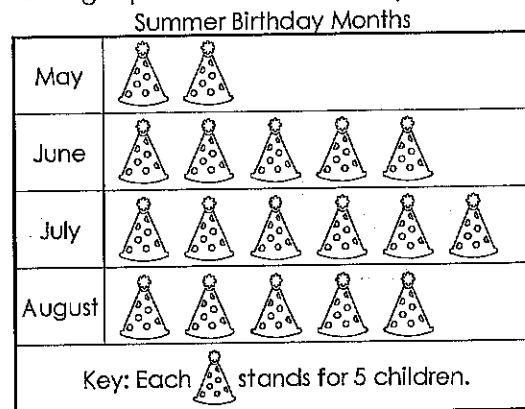 Summer Birthday Months
May
June
July
August
Key: Each stands for 5 children.